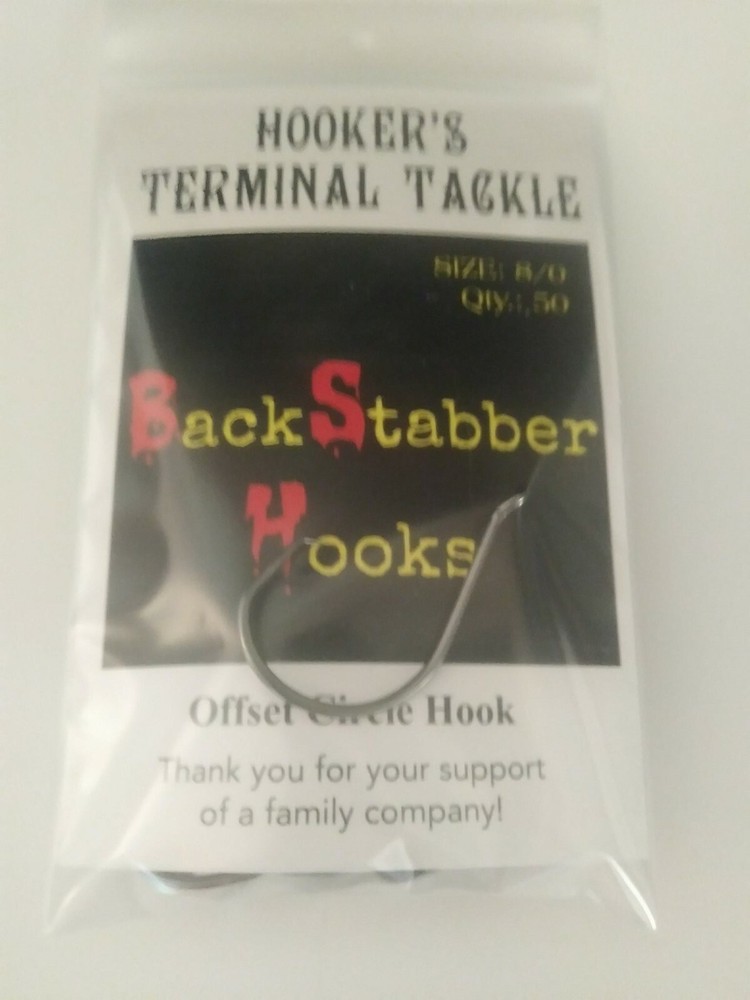 HOOKER'S
TERMINAL TACKLE
SIZE: 8/0
Qty.: 50
BackStabber
Hooks
Offset Circle Hook
Thank you for your support
of a family company!